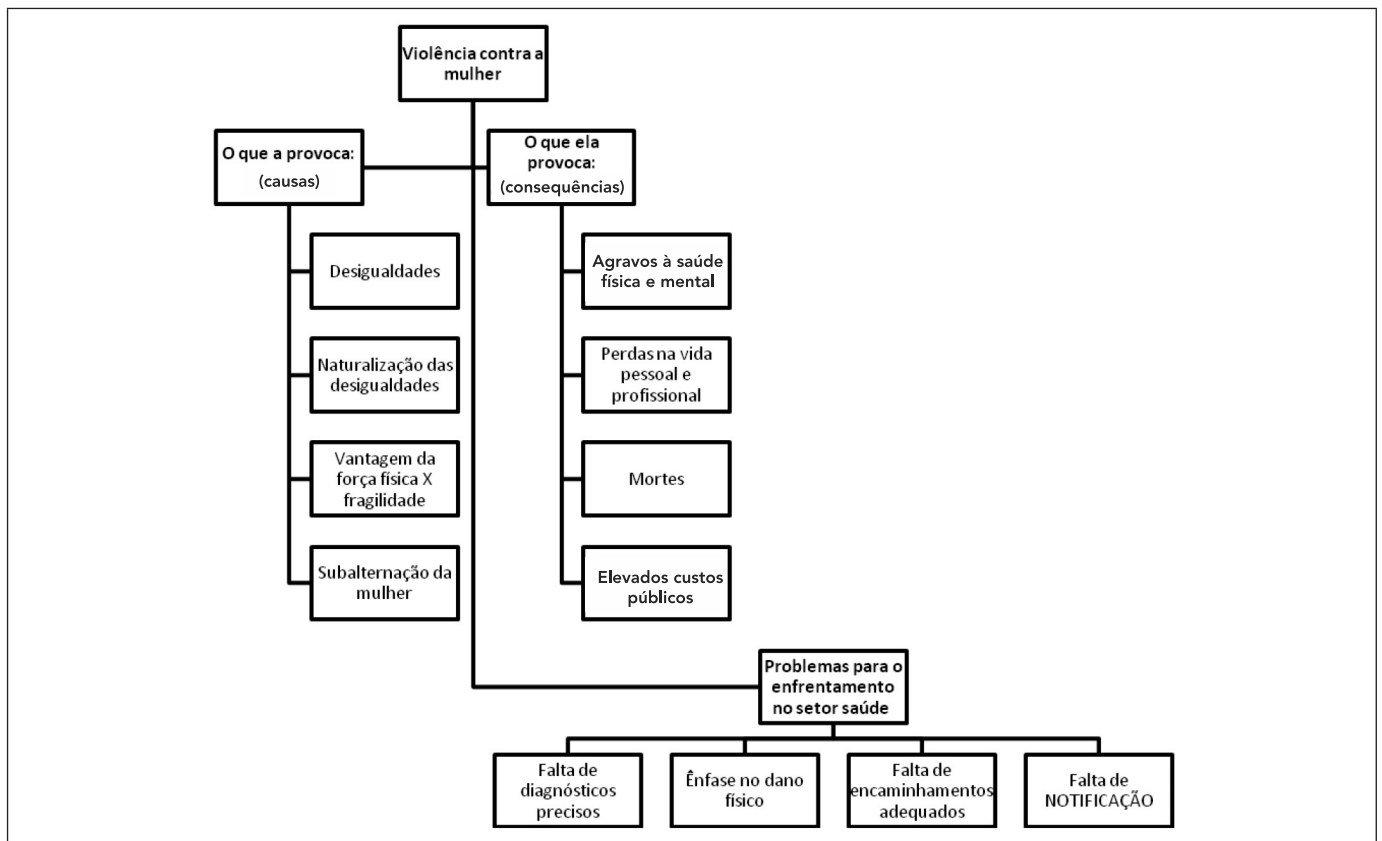 Violência contra a
mulher
O que a provoca:
(causas)
O que ela
provoca:
(consequências)
Desigualdades
Naturalização das
desigualdades
Vantagem da
força física X
fragilidade
Subalternação da
mulher
Agravos à saúde
física e mental
Perdas na vida
pessoal e
profissional
Mortes
Elevados custos
públicos
Problemas para o
enfrentamento
no setor saúde
Falta de
diagnósticos
precisos
Ênfase no dano
físico
Falta de
encaminhamentos
adequados
Falta de
NOTIFICAÇÃO